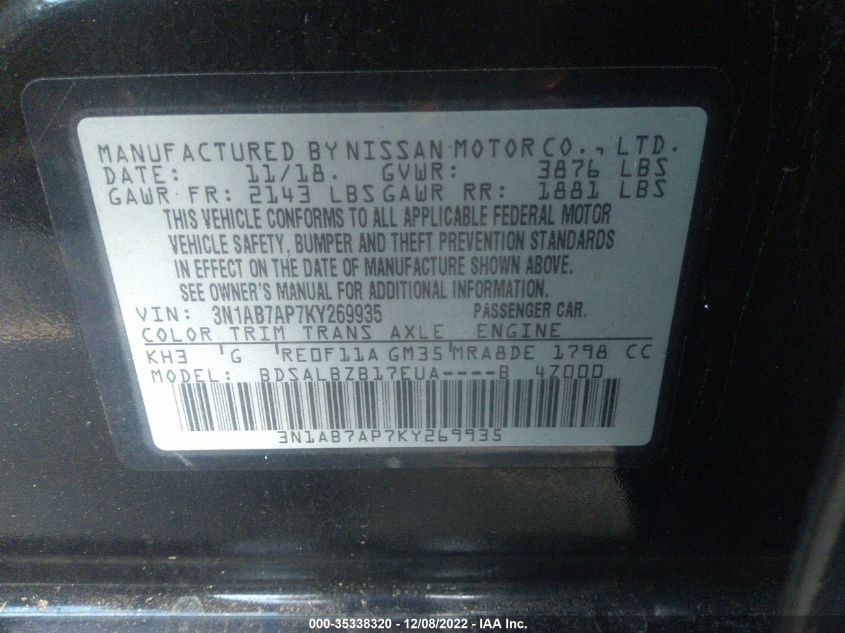 MANUFACTURED BY NISSAN MOTOR CO., LTD.
DATE: 11/18. GVWR: 3876 LBS
GAWR FR: 2143 LBS GAWR RR: 1881 LBS
THIS VEHICLE CONFORMS TO ALL APPLICABLE FEDERAL MOTOR
VEHICLE SAFETY, BUMPER AND THEFT PREVENTION STANDARDS
IN EFFECT ON THE DATE OF MANUFACTURE SHOWN ABOVE.
SEE OWNER'S MANUAL FOR ADDITIONAL INFORMATION.
VIN: 3N1AB7AP7KY269935 PASSENGER CAR.
COLOR TRIM TRANS AXLE ENGINE
KH3 G RE0F11A GM35 MRA8DE 1798 CC
MODEL: BDSALBZB17EUA----B 4Z000
3N1AB7AP7KY269935
000-35338320 - 12/08/2022 - IAA Inc.